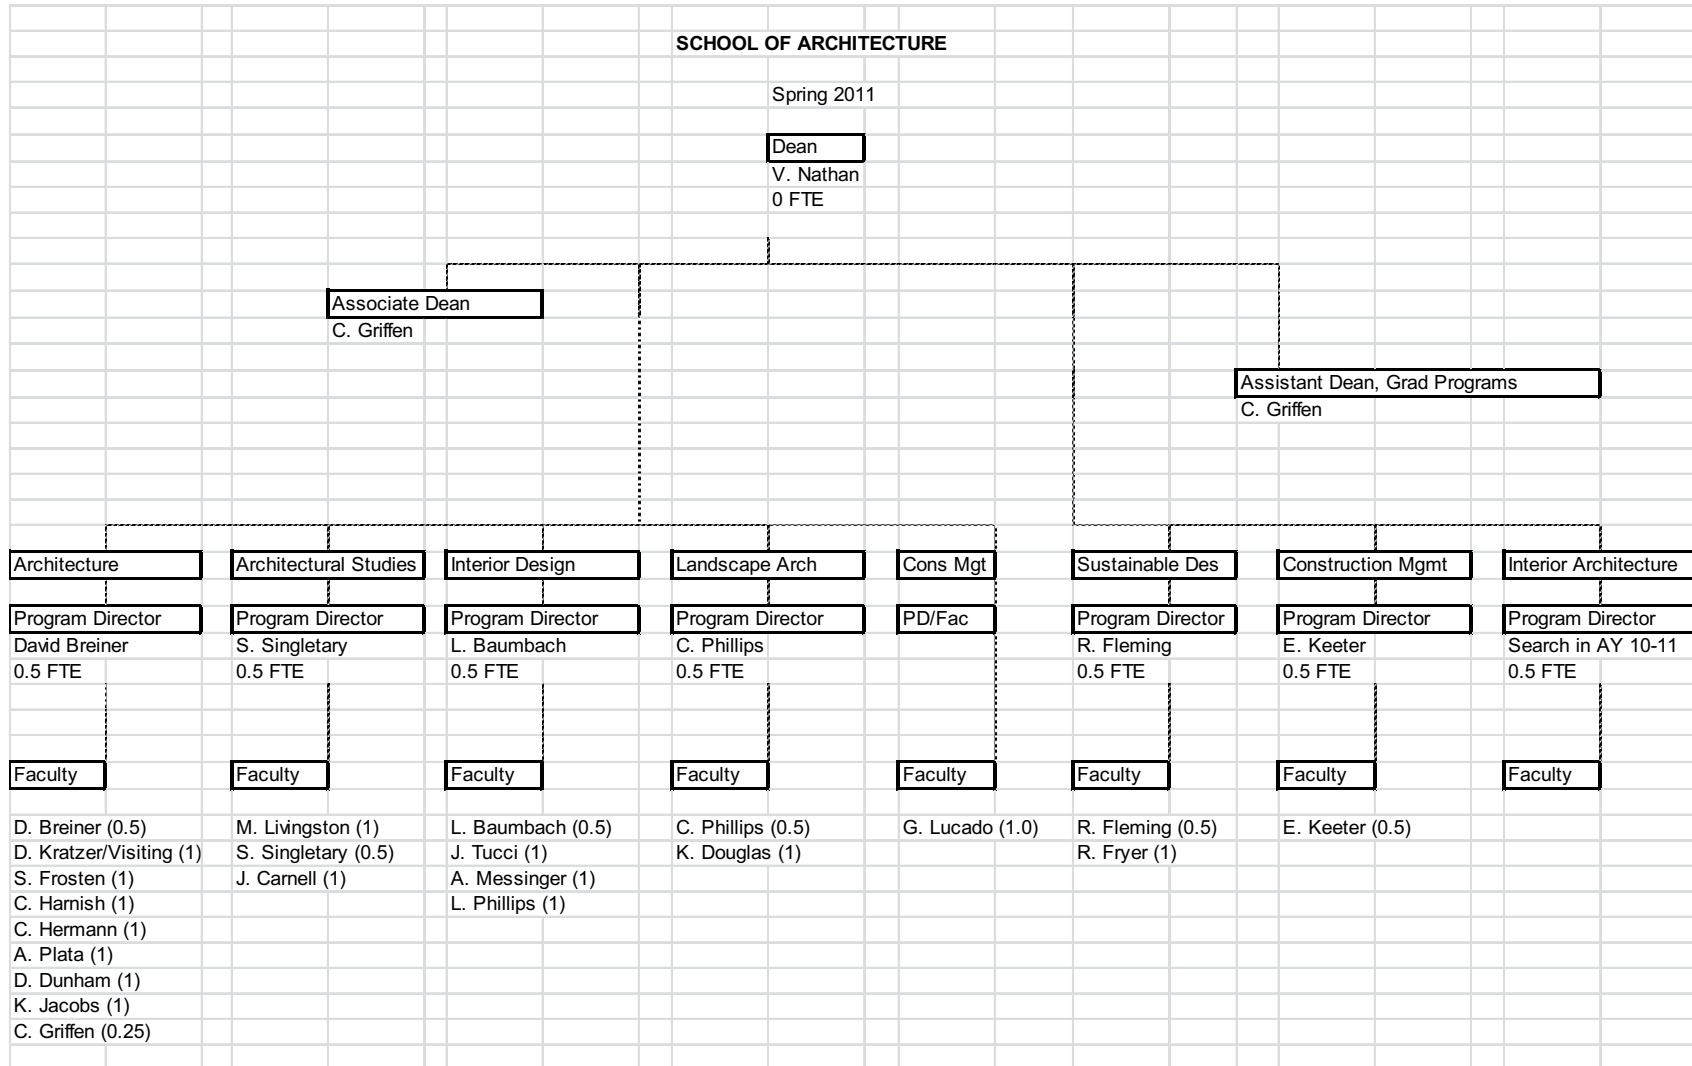 SCHOOL OF ARCHITECTURE
Spring 2011
Dean
V. Nathan
0 FTE
Associate Dean
C. Griffen
Assistant Dean, Grad Programs
C. Griffen
Architecture Architectural Studies Interior Design Landscape Arch Cons Mgt Sustainable Des Construction Mgmt Interior Architecture
Program Director Program Director Program Director Program Director PD/Fac Program Director Program Director Program Director
David Breiner S. Singletary L. Baumbach C. Phillips R. Fleming E. Keeter Search in AY 10-11
0.5 FTE 0.5 FTE 0.5 FTE 0.5 FTE 0.5 FTE 0.5 FTE 0.5 FTE
Faculty Faculty Faculty Faculty Faculty Faculty Faculty Faculty
D. Breiner (0.5) M. Livingston (1) L. Baumbach (0.5) C. Phillips (0.5) G. Lucado (1.0) R. Fleming (0.5) E. Keeter (0.5)
D. Kratzer/Visiting (1) S. Singletary (0.5) J. Tucci (1) K. Douglas (1) R. Fryer (1)
S. Frosten (1) J. Carnell (1) A. Messinger (1)
C. Harnish (1) L. Phillips (1)
C. Hermann (1)
A. Plata (1)
D. Dunham (1)
K. Jacobs (1)
C. Griffen (0.25)